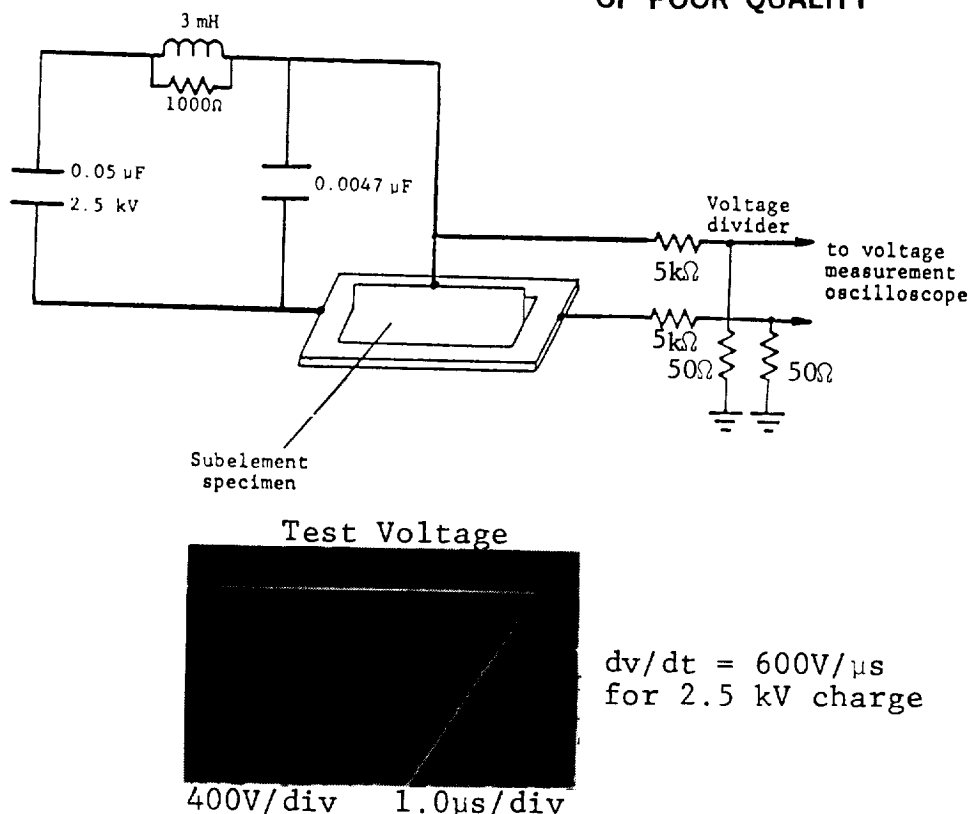 OF POOR QUALITY
3 mH
1000Ω
0.05 μF
2.5 kV
0.0047 μF
Voltage
divider
to voltage
measurement
oscilloscope
5kΩ
5kΩ
50Ω
50Ω
Subelement
specimen
Test Voltage
dv/dt = 600V/μs
for 2.5 kV charge
400V/div 1.0μs/div